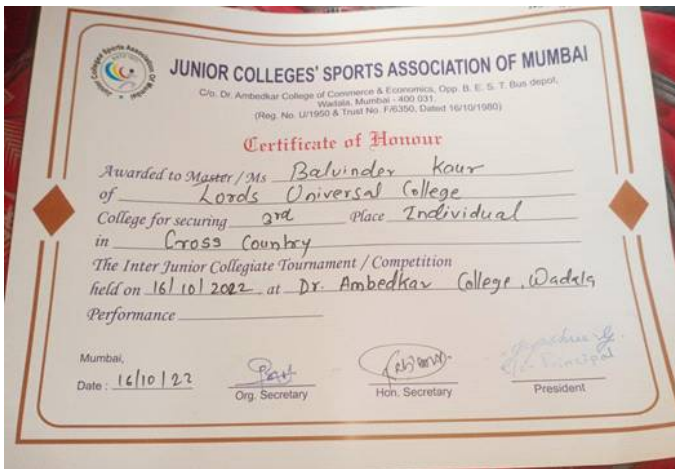 JUNIOR COLLEGES' SPORTS ASSOCIATION OF MUMBAI
C/o. Dr. Ambedkar College of Commerce & Economics, Opp. B. E. S. T. Bus depot,
Wadala, Mumbai - 400 031.
(Reg. No. U/1950 & Trust No. F/6350, Dated 16/10/1980)
Certificate of Honour
Awarded to Master / Ms Balvinder Kaur
of Lords Universal College
College for securing 3rd Place Individual
in Cross Country
The Inter Junior Collegiate Tournament / Competition
held on 16/10/2022 at Dr. Ambedkar College, Wadala
Performance
Mumbai,
Date : 16/10/22
Org. Secretary
Hon. Secretary
Principal
President